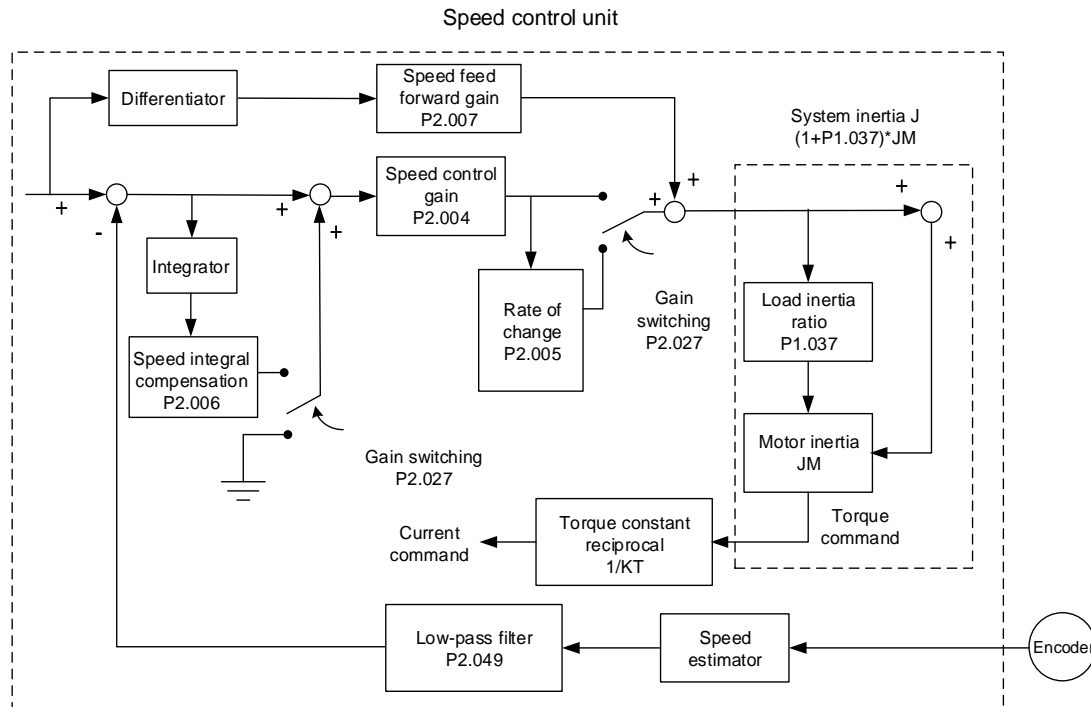 Speed control unit
Differentiator
Speed feed
forward gain
P2.007
System inertia J
(1+P1.037)*JM
+
-
+
+
Speed control
gain
P2.004
+
+
+
+
Integrator
Speed integral
compensation
P2.006
Gain switching
P2.027
Rate of
change
P2.005
Gain
switching
P2.027
Load inertia
ratio
P1.037
Motor inertia
JM
Current
command
Torque constant
reciprocal
1/KT
Torque
command
Low-pass filter
P2.049
Speed
estimator
Encoder